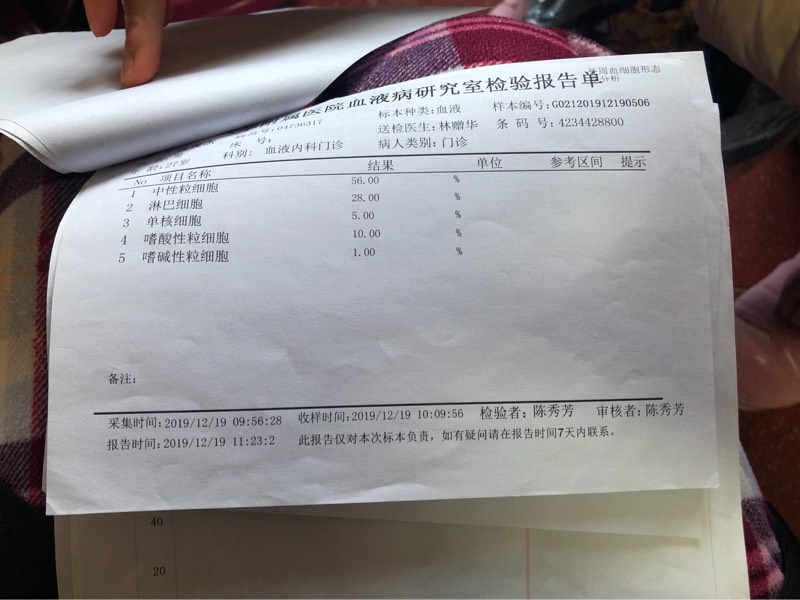 医院血液病研究室检验报告单
外周血细胞形态
分析
04736317 标本种类:血液 样本编号:G021201912190506
床 号: 送检医生:林赠华 条 码 号:4234428800
龄:27岁 科别: 血液内科门诊 病人类别:门诊
No 项目名称 结果 单位 参考区间 提示
1 中性粒细胞 56.00 %
2 淋巴细胞 28.00 %
3 单核细胞 5.00 %
4 嗜酸性粒细胞 10.00 %
5 嗜碱性粒细胞 1.00 %
备注:
采集时间:2019/12/19 09:56:28 收样时间:2019/12/19 10:09:56 检验者:陈秀芳 审核者:陈秀芳
报告时间:2019/12/19 11:23:2 此报告仅对本次标本负责,如有疑问请在报告时间7天内联系。
40
20